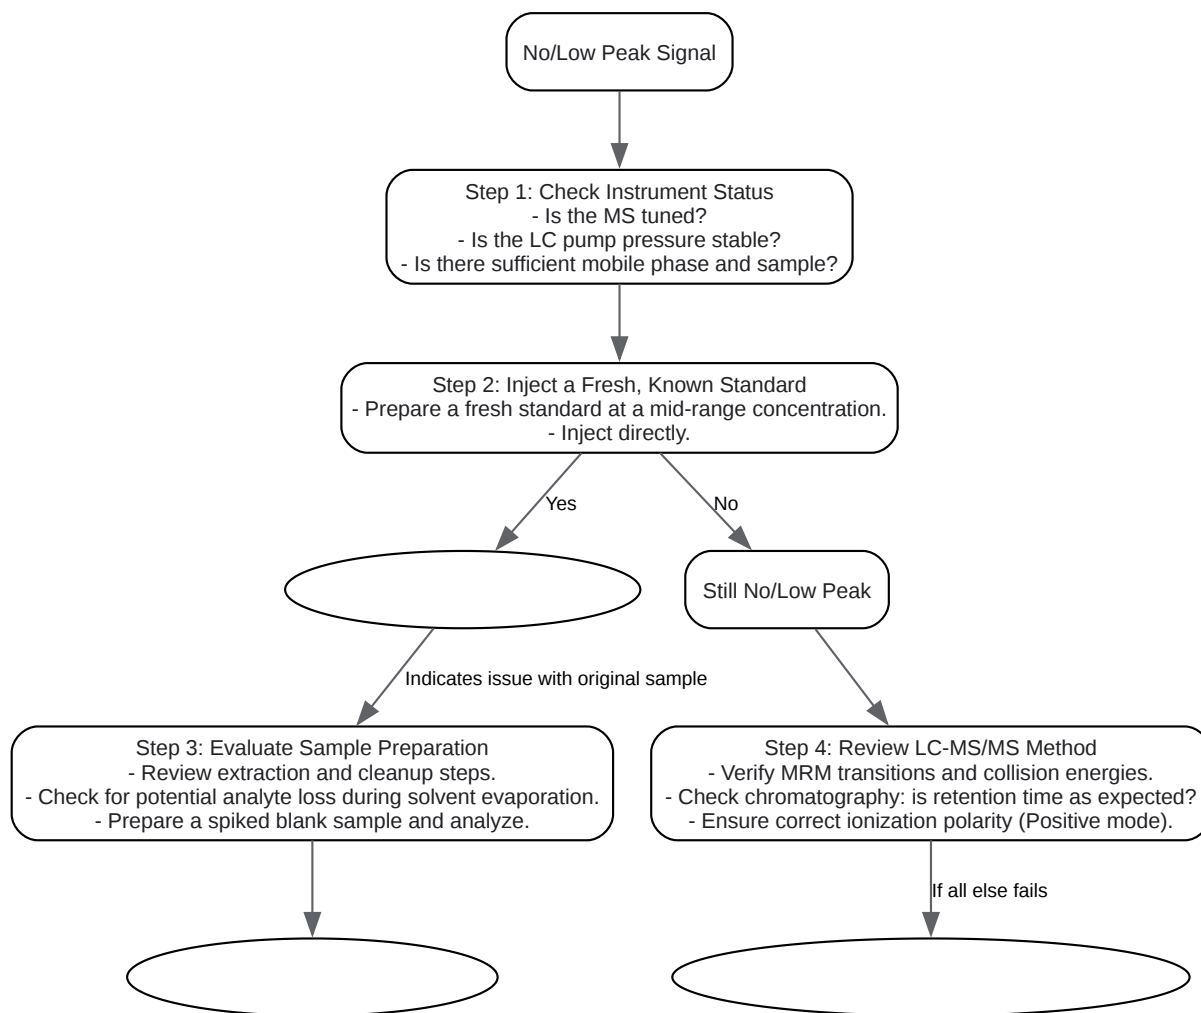 No/Low Peak Signal
Step 1: Check Instrument Status
- Is the MS tuned?
- Is the LC pump pressure stable?
- Is there sufficient mobile phase and sample?
Step 2: Inject a Fresh, Known Standard
- Prepare a fresh standard at a mid-range concentration.
- Inject directly.
Yes
No
Still No/Low Peak
Indicates issue with original sample
Step 3: Evaluate Sample Preparation
- Review extraction and cleanup steps.
- Check for potential analyte loss during solvent evaporation.
- Prepare a spiked blank sample and analyze.
Step 4: Review LC-MS/MS Method
- Verify MRM transitions and collision energies.
- Check chromatography: is retention time as expected?
- Ensure correct ionization polarity (Positive mode).
If all else fails